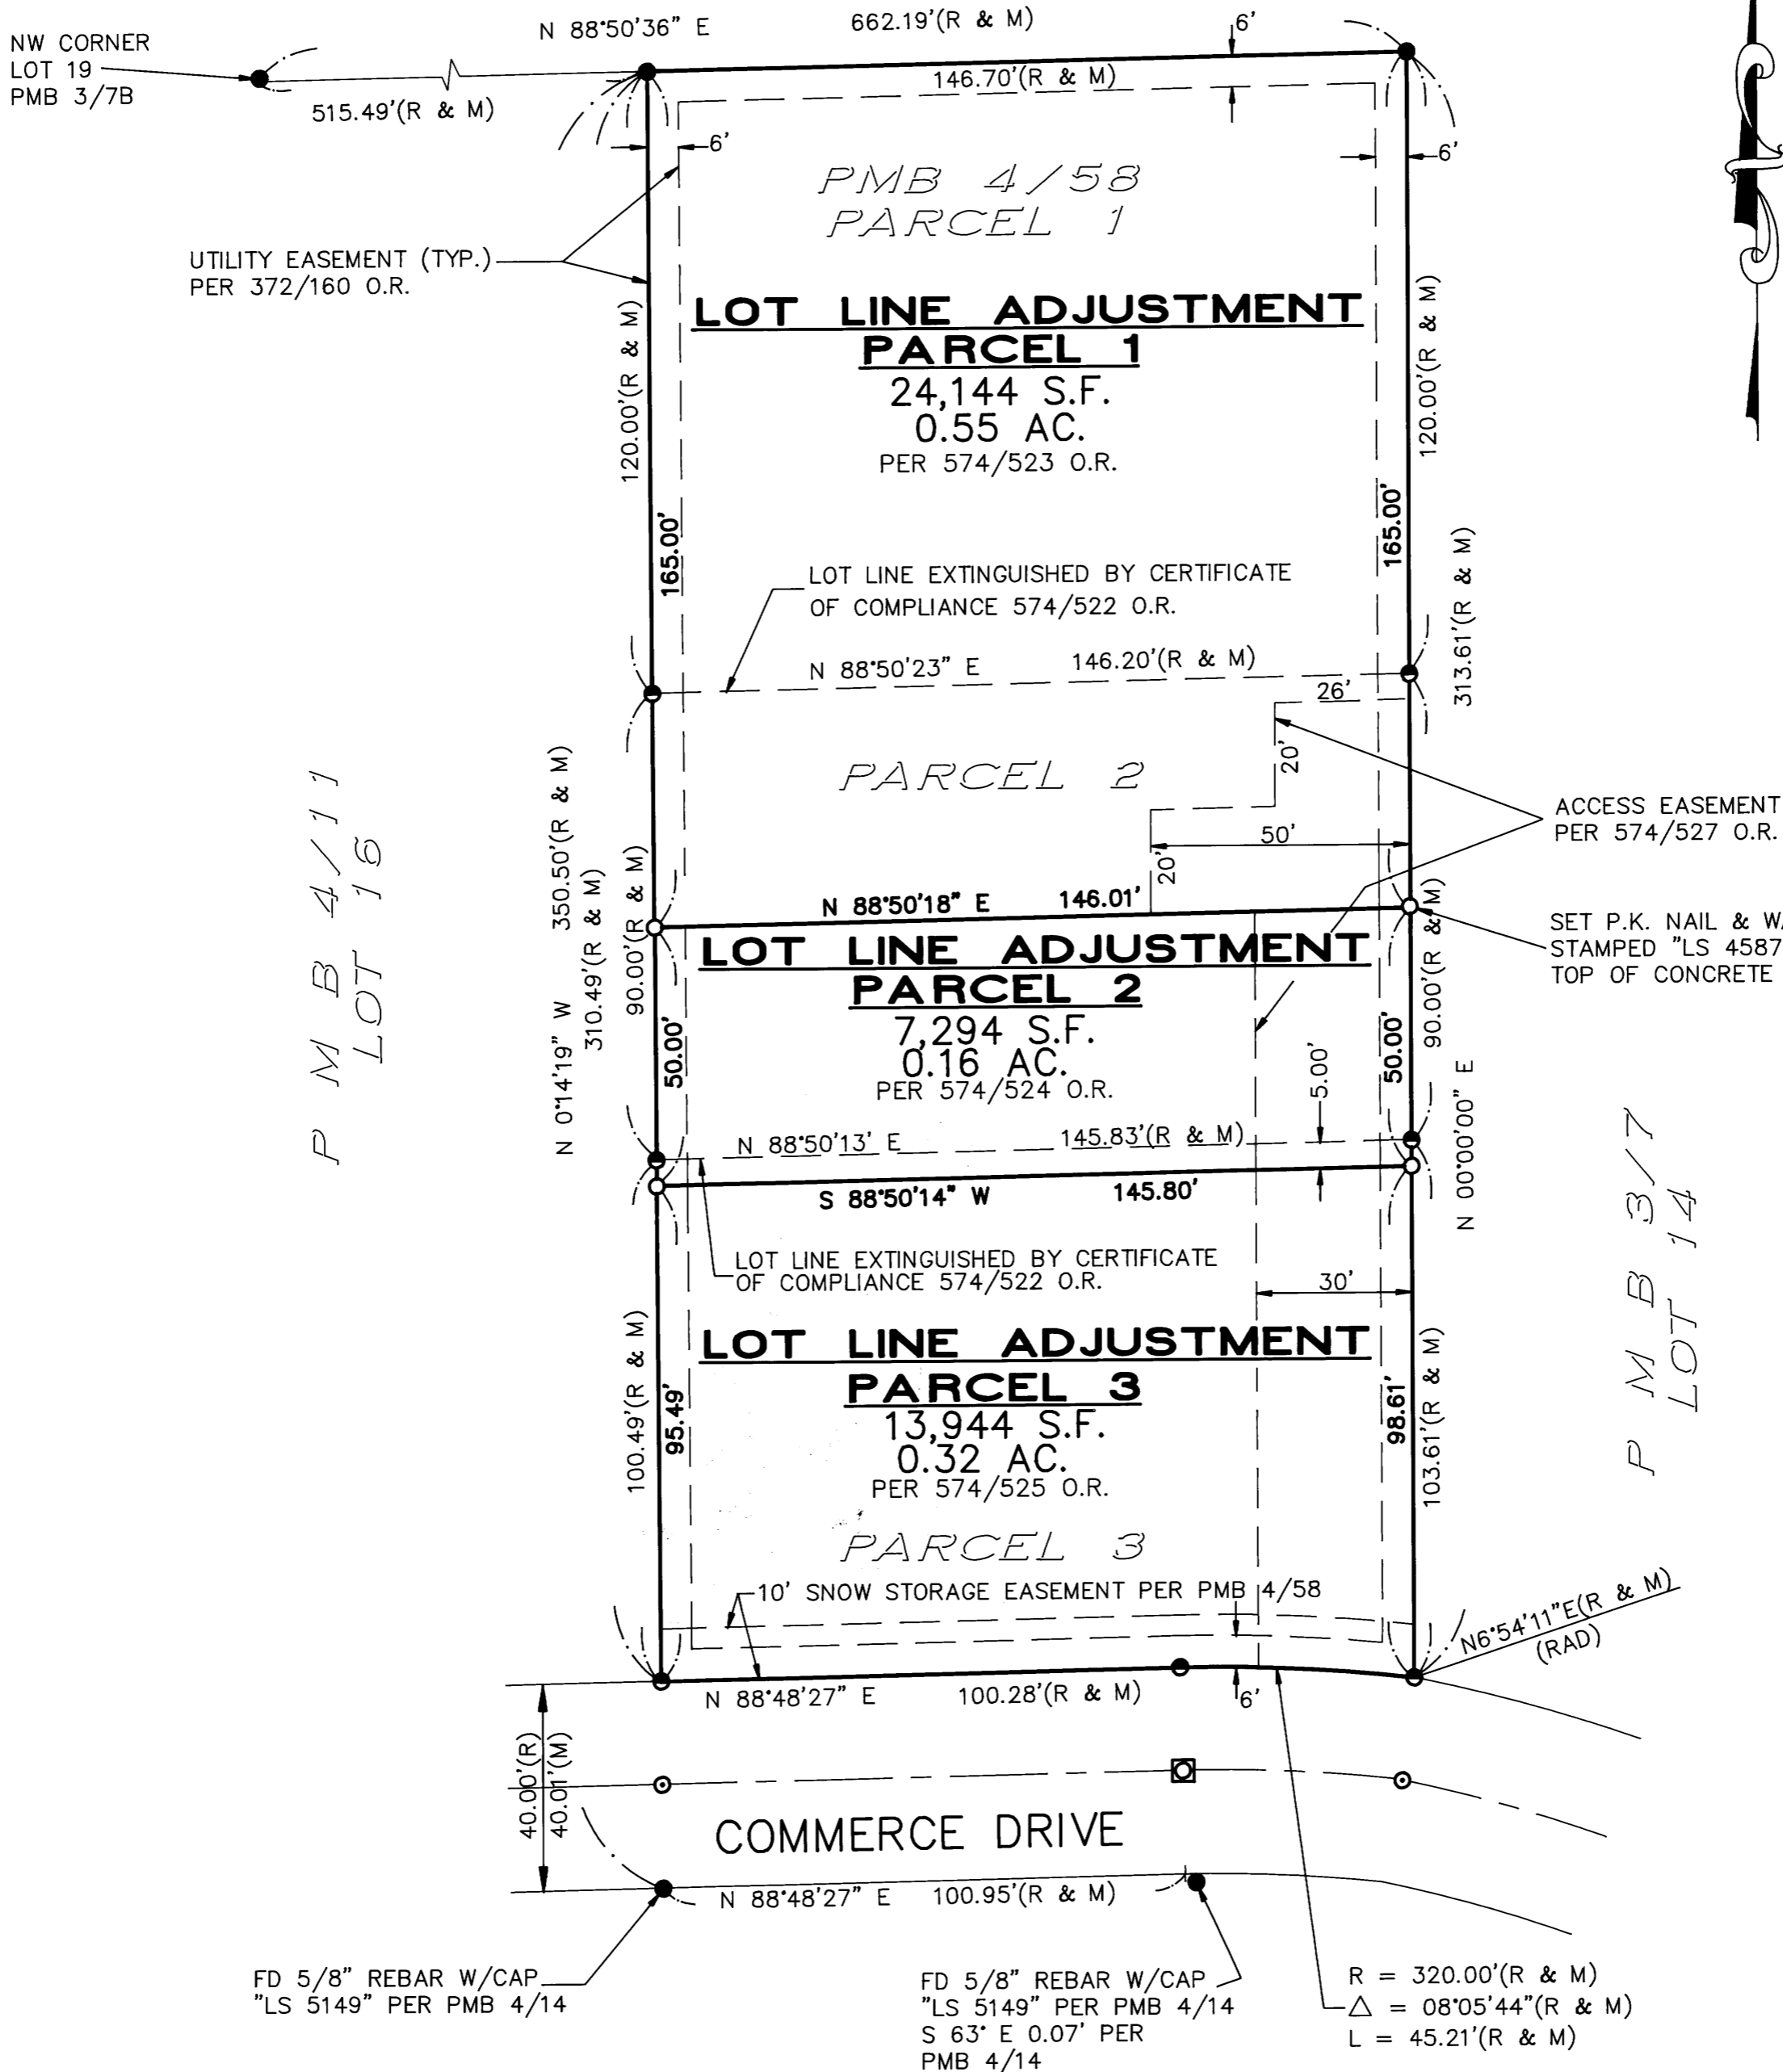 N 88°50'36" E
662.19'(R & M)
6'
NW CORNER
LOT 19
PMB 3/7B
515.49'(R & M)
146.70'(R & M)
6'
6'
PMB 4/58
PARCEL 1
UTILITY EASEMENT (TYP.)
PER 372/160 O.R.
120.00'(R & M)
120.00'(R & M)
LOT LINE ADJUSTMENT
PARCEL 1
24,144 S.F.
0.55 AC.
PER 574/523 O.R.
165.00'
165.00'
313.61'(R & M)
LOT LINE EXTINGUISHED BY CERTIFICATE
OF COMPLIANCE 574/522 O.R.
N 88°50'23" E
146.20'(R & M)
26'
20'
PARCEL 2
50'
20'
ACCESS EASEMENT
PER 574/527 O.R.
P M B 4/11
LOT 16
N 0°14'19" W
350.50'(R & M)
310.49'(R & M)
90.00'(R & M)
90.00'(R & M)
N 88°50'18" E
146.01'
SET P.K. NAIL &
STAMPED "LS 4587
TOP OF CONCRETE
LOT LINE ADJUSTMENT
PARCEL 2
7,294 S.F.
0.16 AC.
PER 574/524 O.R.
50.00'
50.00'
5.00'
N 00°00'00" E
N 88°50'13' E
145.83'(R & M)
S 88°50'14" W
145.80'
P M B 3/7
LOT 14
LOT LINE EXTINGUISHED BY CERTIFICATE
OF COMPLIANCE 574/522 O.R.
30'
LOT LINE ADJUSTMENT
PARCEL 3
13,944 S.F.
0.32 AC.
PER 574/525 O.R.
100.49'(R & M)
95.49'
98.61'
103.61'(R & M)
PARCEL 3
10' SNOW STORAGE EASEMENT PER PMB 4/58
N6°54'11"E(R & M)
(RAD)
N 88°48'27" E
100.28'(R & M)
6'
40.00'(R)
40.01'(M)
COMMERCE DRIVE
N 88°48'27" E
100.95'(R & M)
FD 5/8" REBAR W/CAP
"LS 5149" PER PMB 4/14
FD 5/8" REBAR W/CAP
"LS 5149" PER PMB 4/14
S 63° E 0.07' PER
PMB 4/14
R = 320.00'(R & M)
△ = 08°05'44"(R & M)
L = 45.21'(R & M)